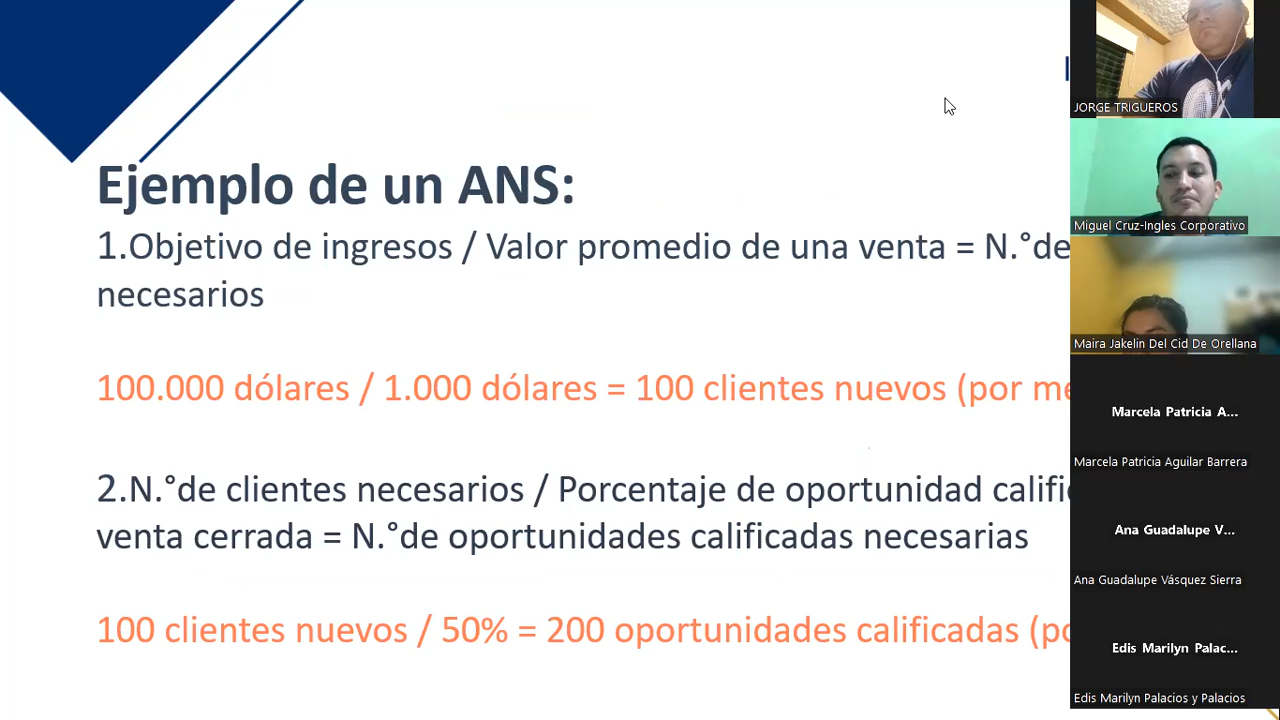 Ejemplo de un ANS:
1.Objetivo de ingresos / Valor promedio de una venta = N.°de
necesarios
100.000 dólares / 1.000 dólares = 100 clientes nuevos (por
2.N.°de clientes necesarios / Porcentaje de oportunidad
venta cerrada = N.°de oportunidades calificadas necesarias
100 clientes nuevos / 50% = 200 oportunidades calificadas
JORGE TRIGUEROS
Miguel Cruz-Ingles Corporativo
Maira Jakelin Del Cid De Orellana
Marcela Patricia A...
Marcela Patricia Aguilar Barrera
Ana Guadalupe V...
Ana Guadalupe Vásquez Sierra
Edis Marilyn Palac...
Edis Marilyn Palacios y Palacios